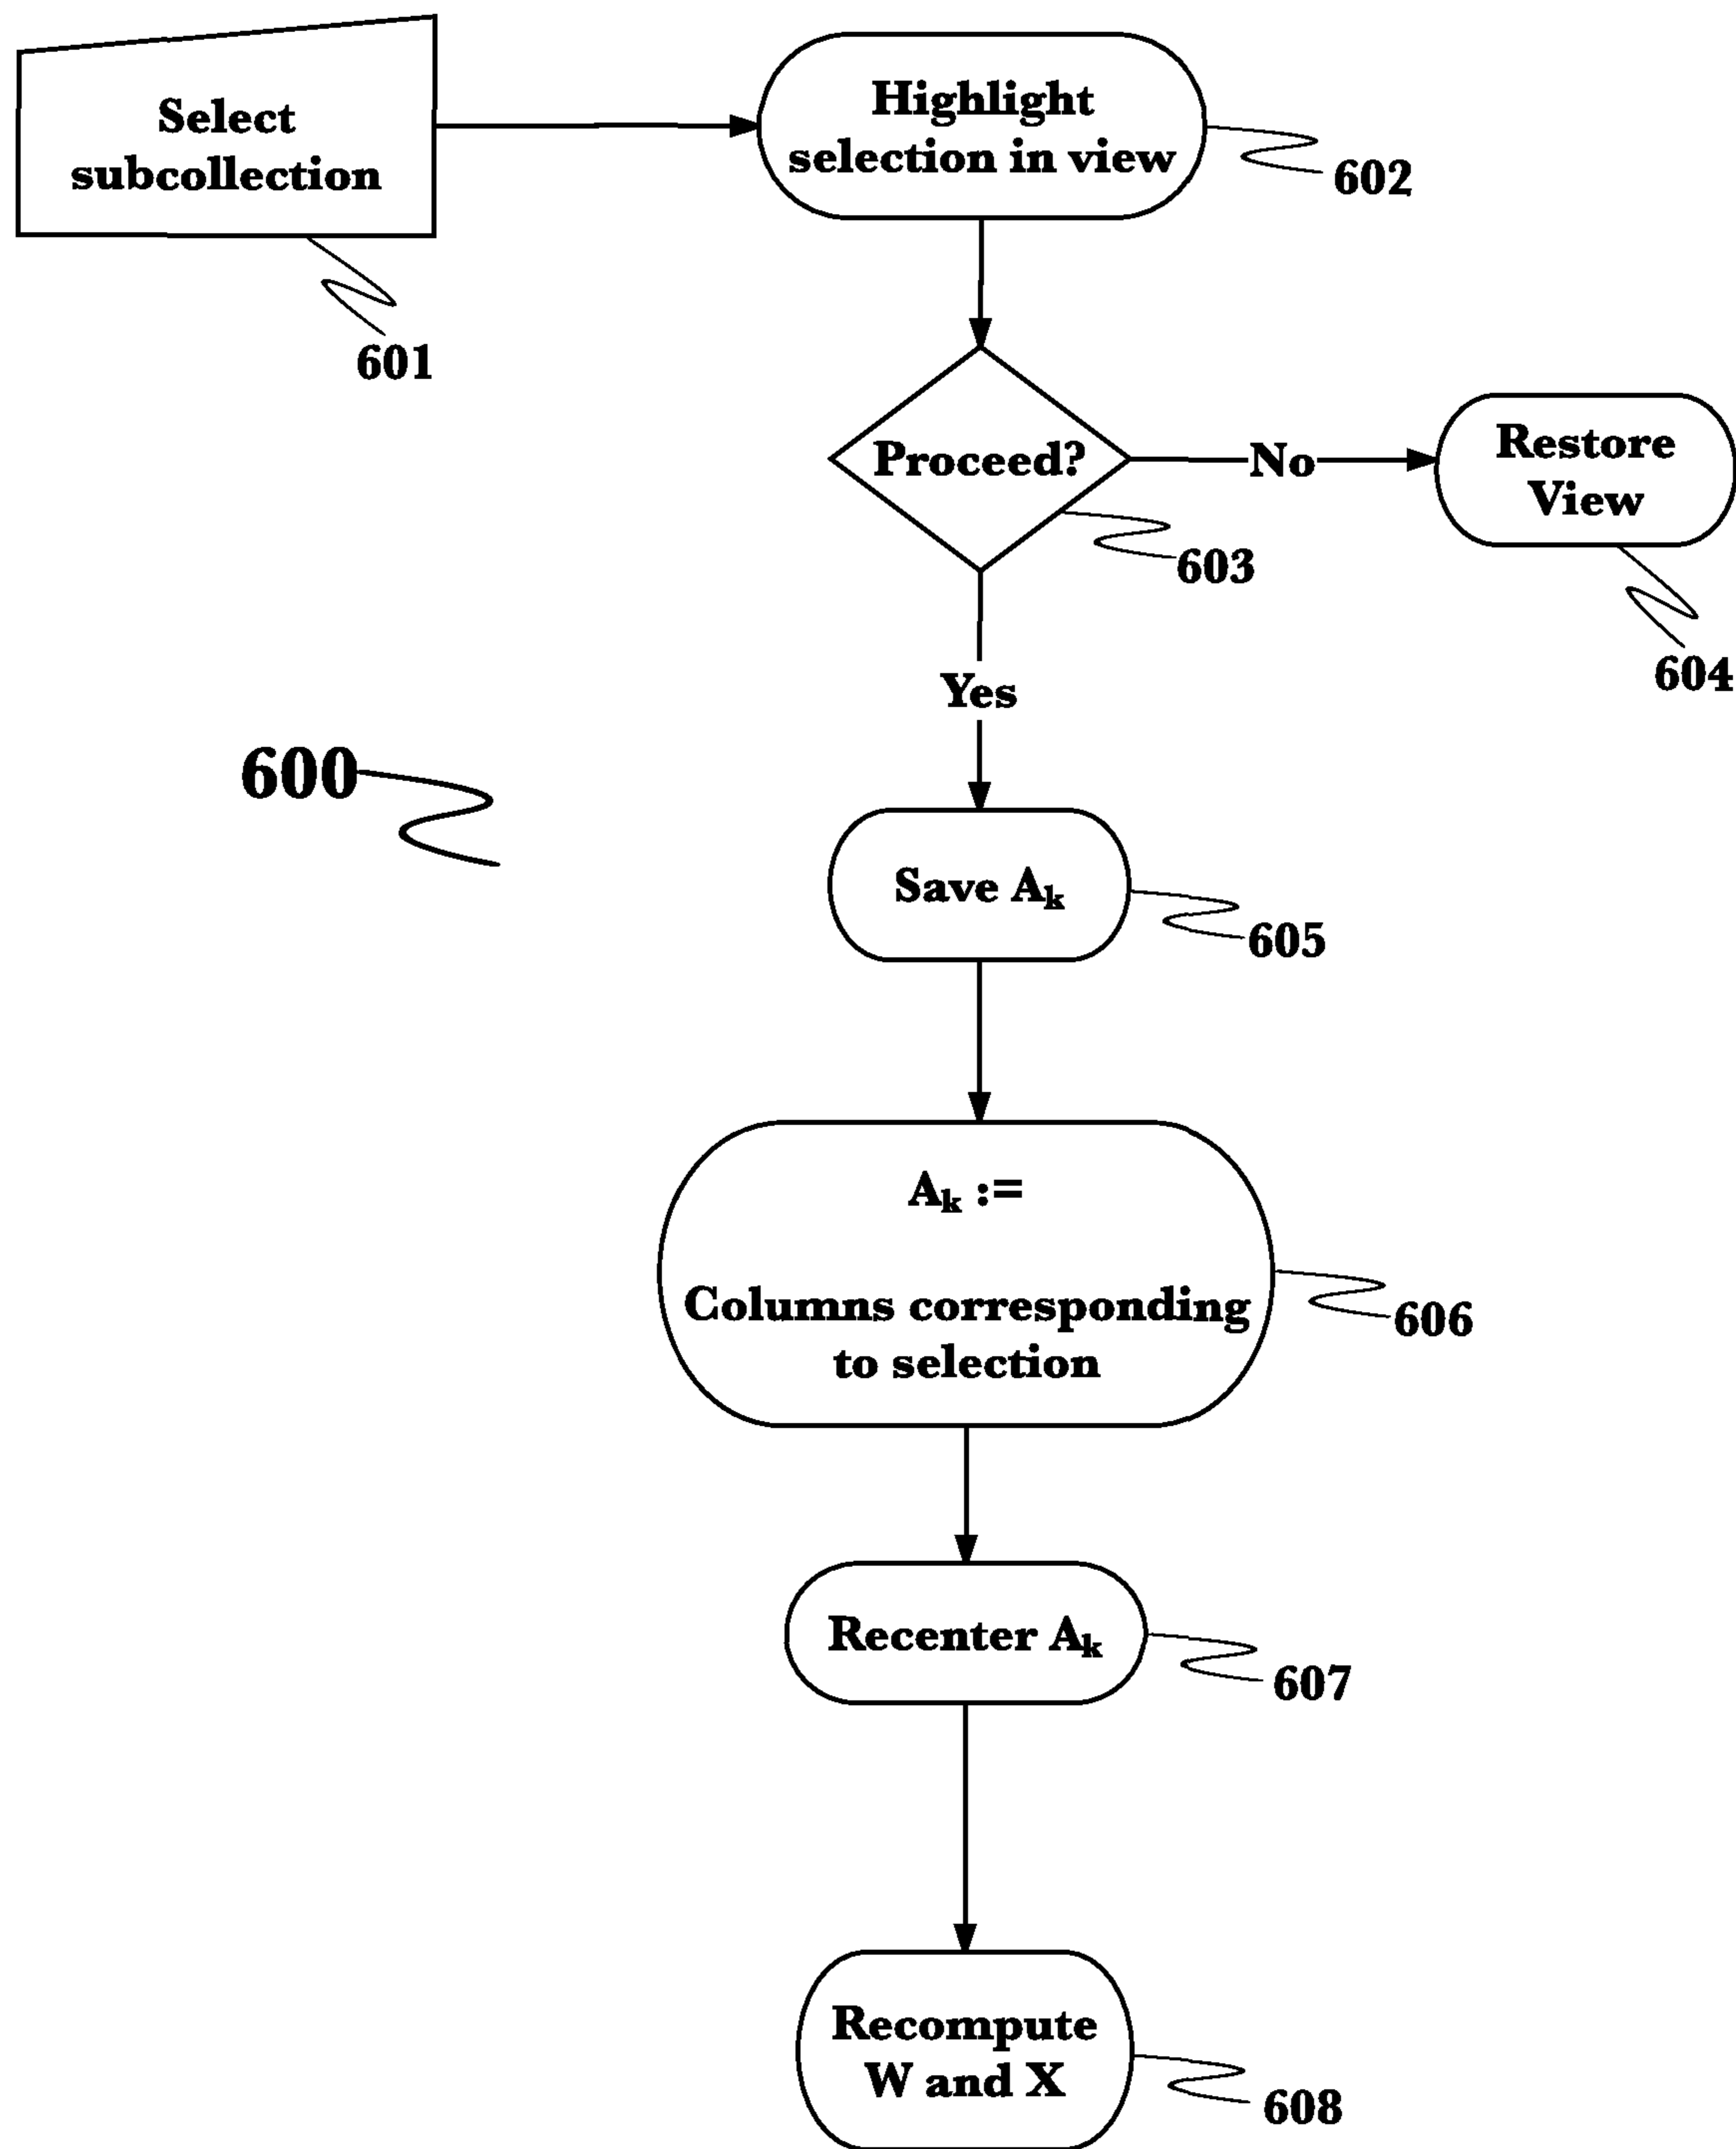 Select
subcollection
601
Highlight
selection in view
602
Proceed?
603
No
Restore
View
604
Yes
600
Save Aₖ
605
Aₖ :=
Columns corresponding
to selection
606
Recenter Aₖ
607
Recompute
W and X
608